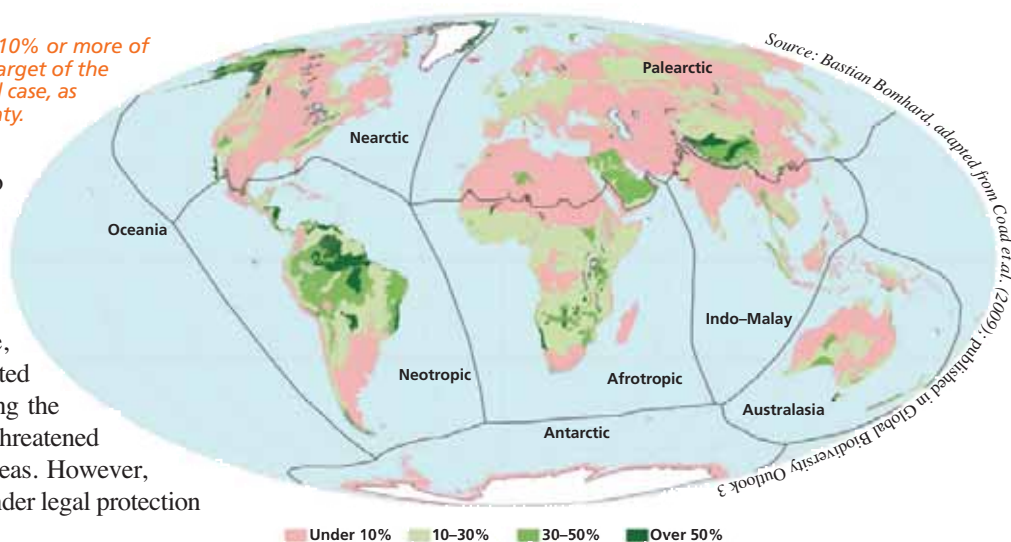 10% or more of
arget of the
l case, as
nty.
o
e,
ted
ng the
hreatened
eas. However,
nder legal protection
Source: Bastian Bomhard, adapted from Coad et.al. (2009); published in Global Biodiversity Outlook 3
Palearctic
Nearctic
Oceania
Indo–Malay
Neotropic
Afrotropic
Australasia
Antarctic
Under 10% 10–30% 30–50% Over 50%